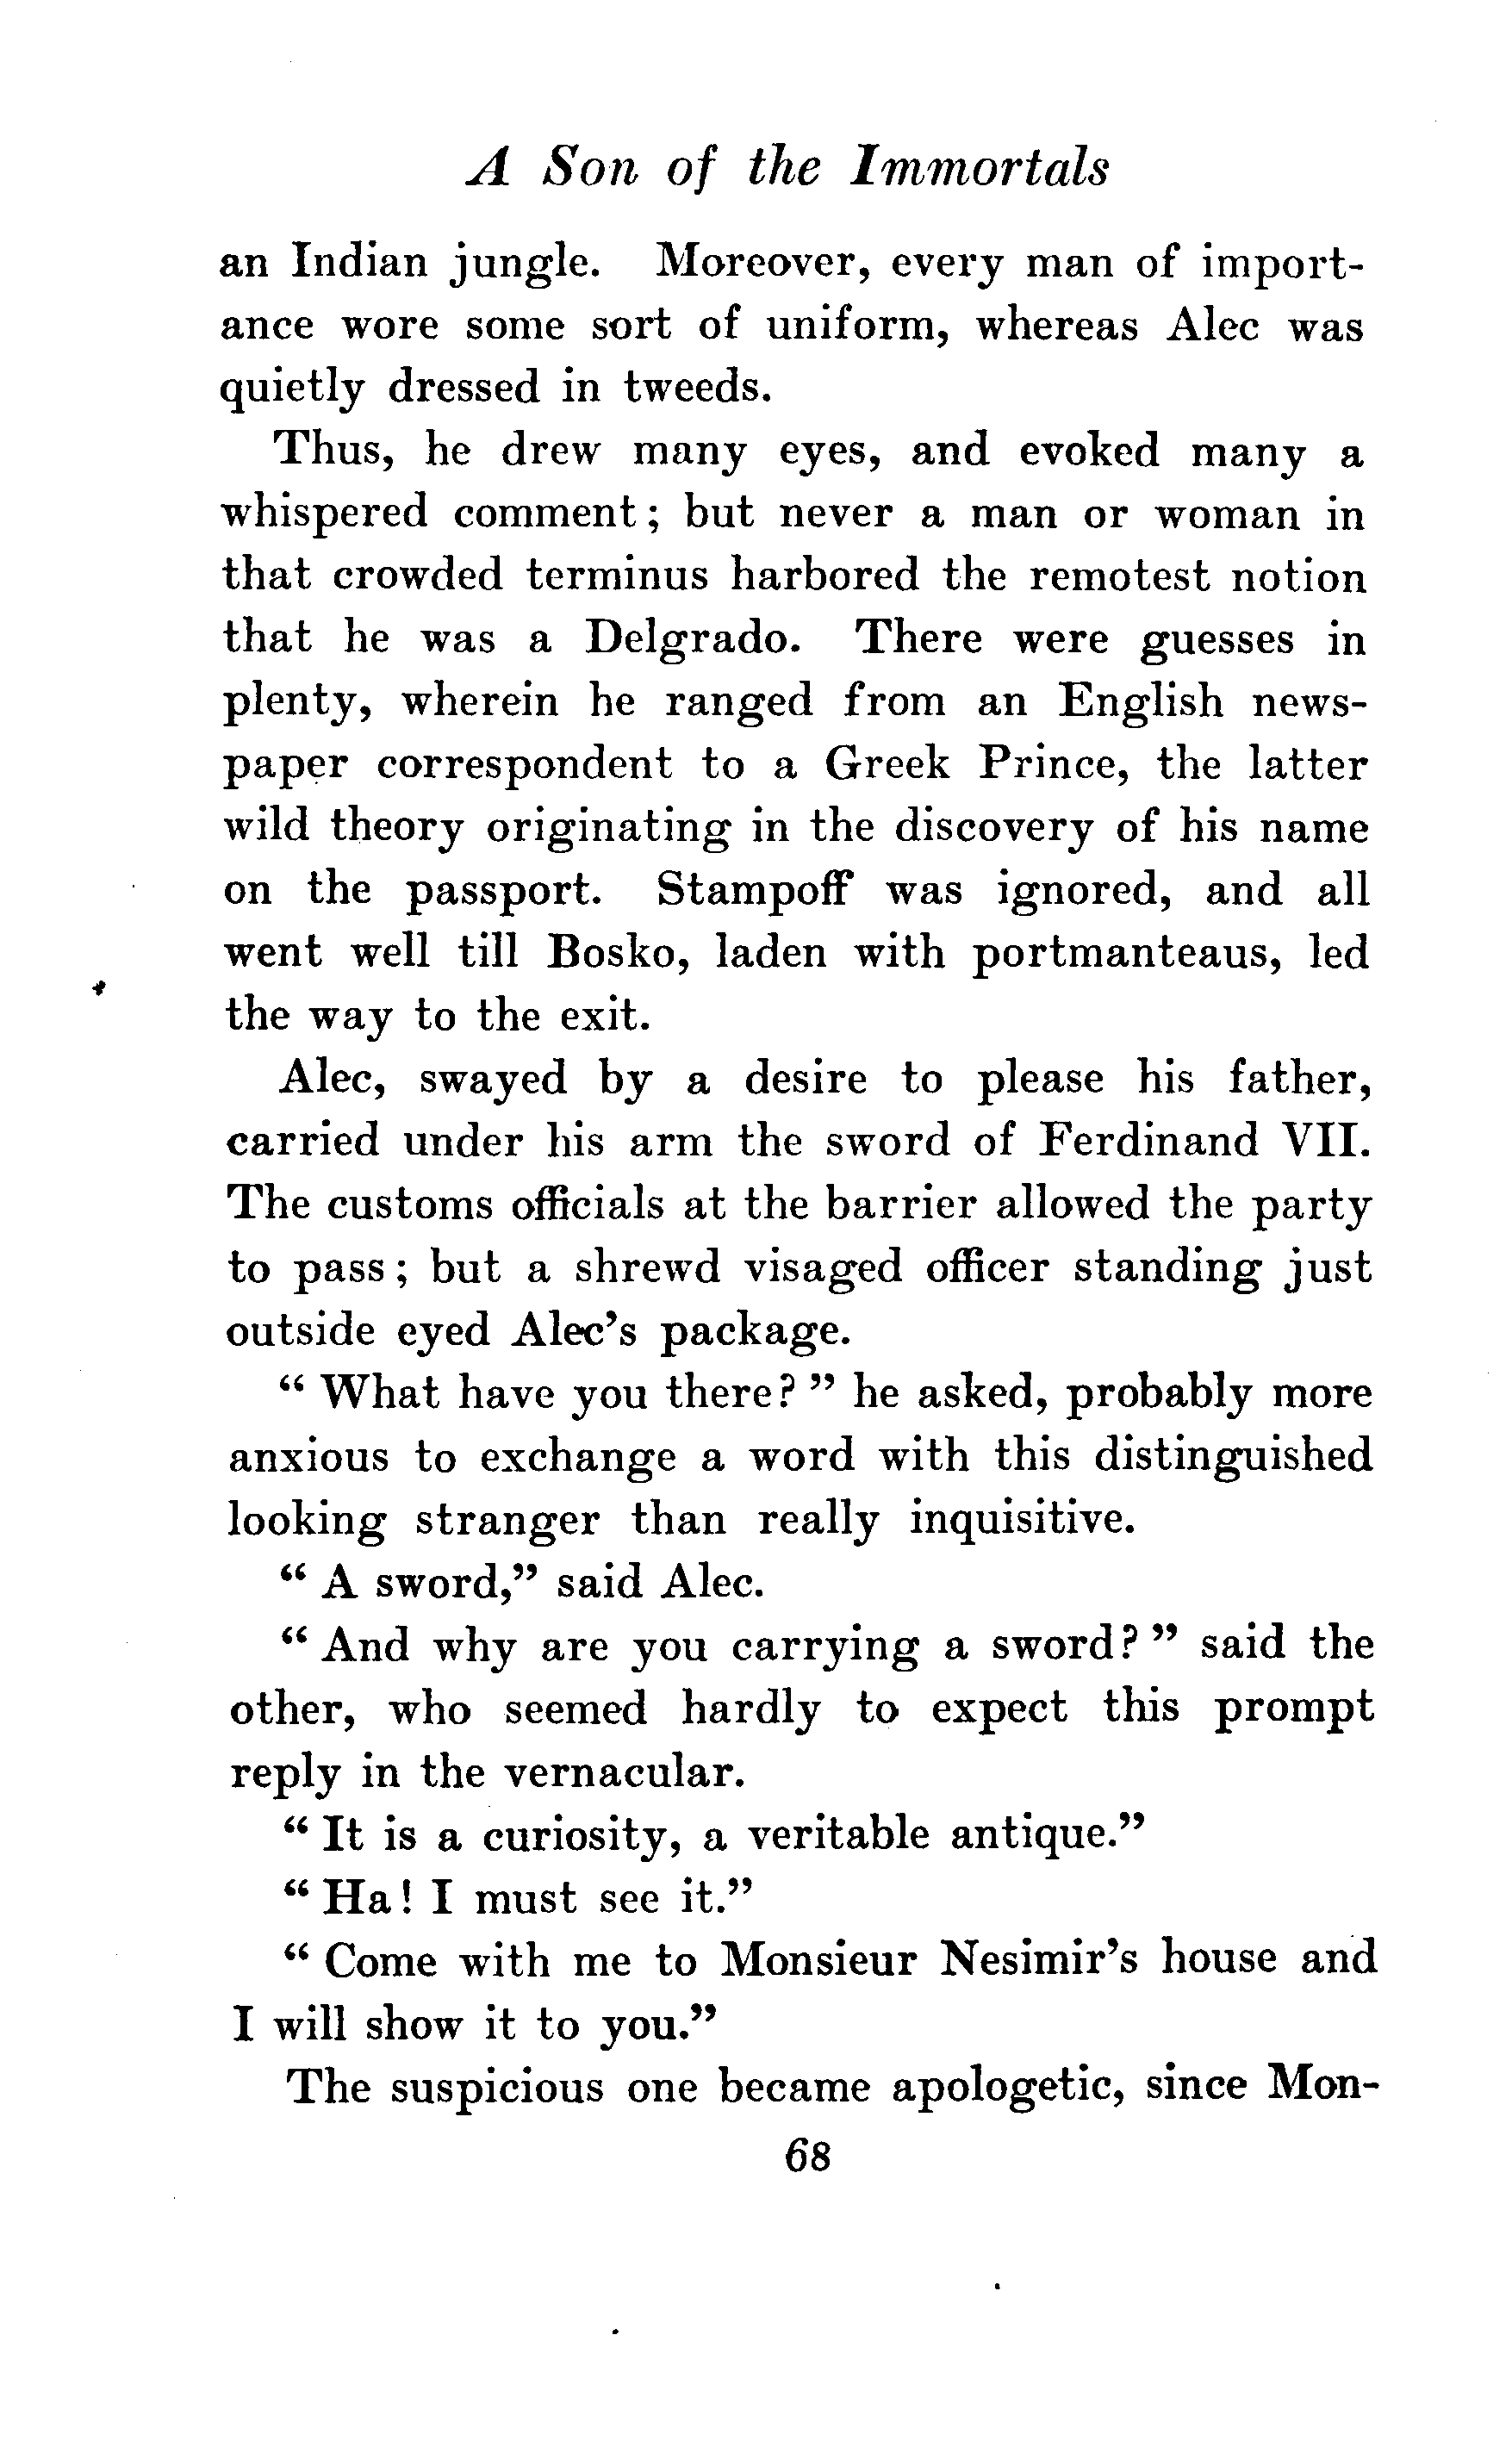 A Son of the Immortals
an Indian jungle. Moreover, every man of import-
ance wore some sort of uniform, whereas Alec was
quietly dressed in tweeds.
Thus, he drew many eyes, and evoked many a
whispered comment; but never a man or woman in
that crowded terminus harbored the remotest notion
that he was a Delgrado. There were guesses in
plenty, wherein he ranged from an English news-
paper correspondent to a Greek Prince, the latter
wild theory originating in the discovery of his name
on the passport. Stampoff was ignored, and all
went well till Bosko, laden with portmanteaus, led
the way to the exit.
Alec, swayed by a desire to please his father,
carried under his arm the sword of Ferdinand VII.
The customs officials at the barrier allowed the party
to pass; but a shrewd visaged officer standing just
outside eyed Alec's package.
“ What have you there? ” he asked, probably more
anxious to exchange a word with this distinguished
looking stranger than really inquisitive.
“ A sword,” said Alec.
“ And why are you carrying a sword? ” said the
other, who seemed hardly to expect this prompt
reply in the vernacular.
“ It is a curiosity, a veritable antique.”
“ Ha! I must see it.”
“ Come with me to Monsieur Nesimir's house and
I will show it to you.”
The suspicious one became apologetic, since Mon-
68